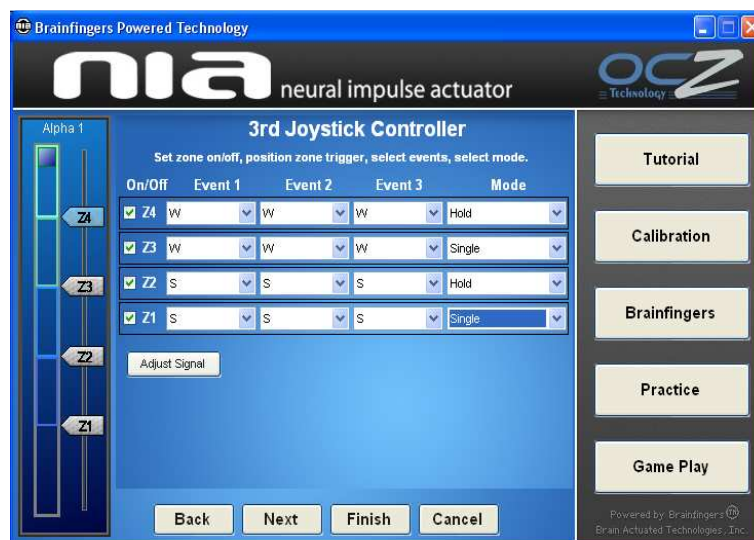 Brainfingers Powered Technology
nia neural impulse actuator
OCZ
Technology
Alpha 1
3rd Joystick Controller
Set zone on/off, position zone trigger, select events, select mode.
On/Off Event 1 Event 2 Event 3 Mode
Z4 W W W Hold
Z3 W W W Single
Z2 S S S Hold
Z1 S S S Single
Z4
Z3
Z2
Z1
Adjust Signal
Back Next Finish Cancel
Tutorial
Calibration
Brainfingers
Practice
Game Play
Powered by Brainfingers
Brain Actuated Technologies, Inc.